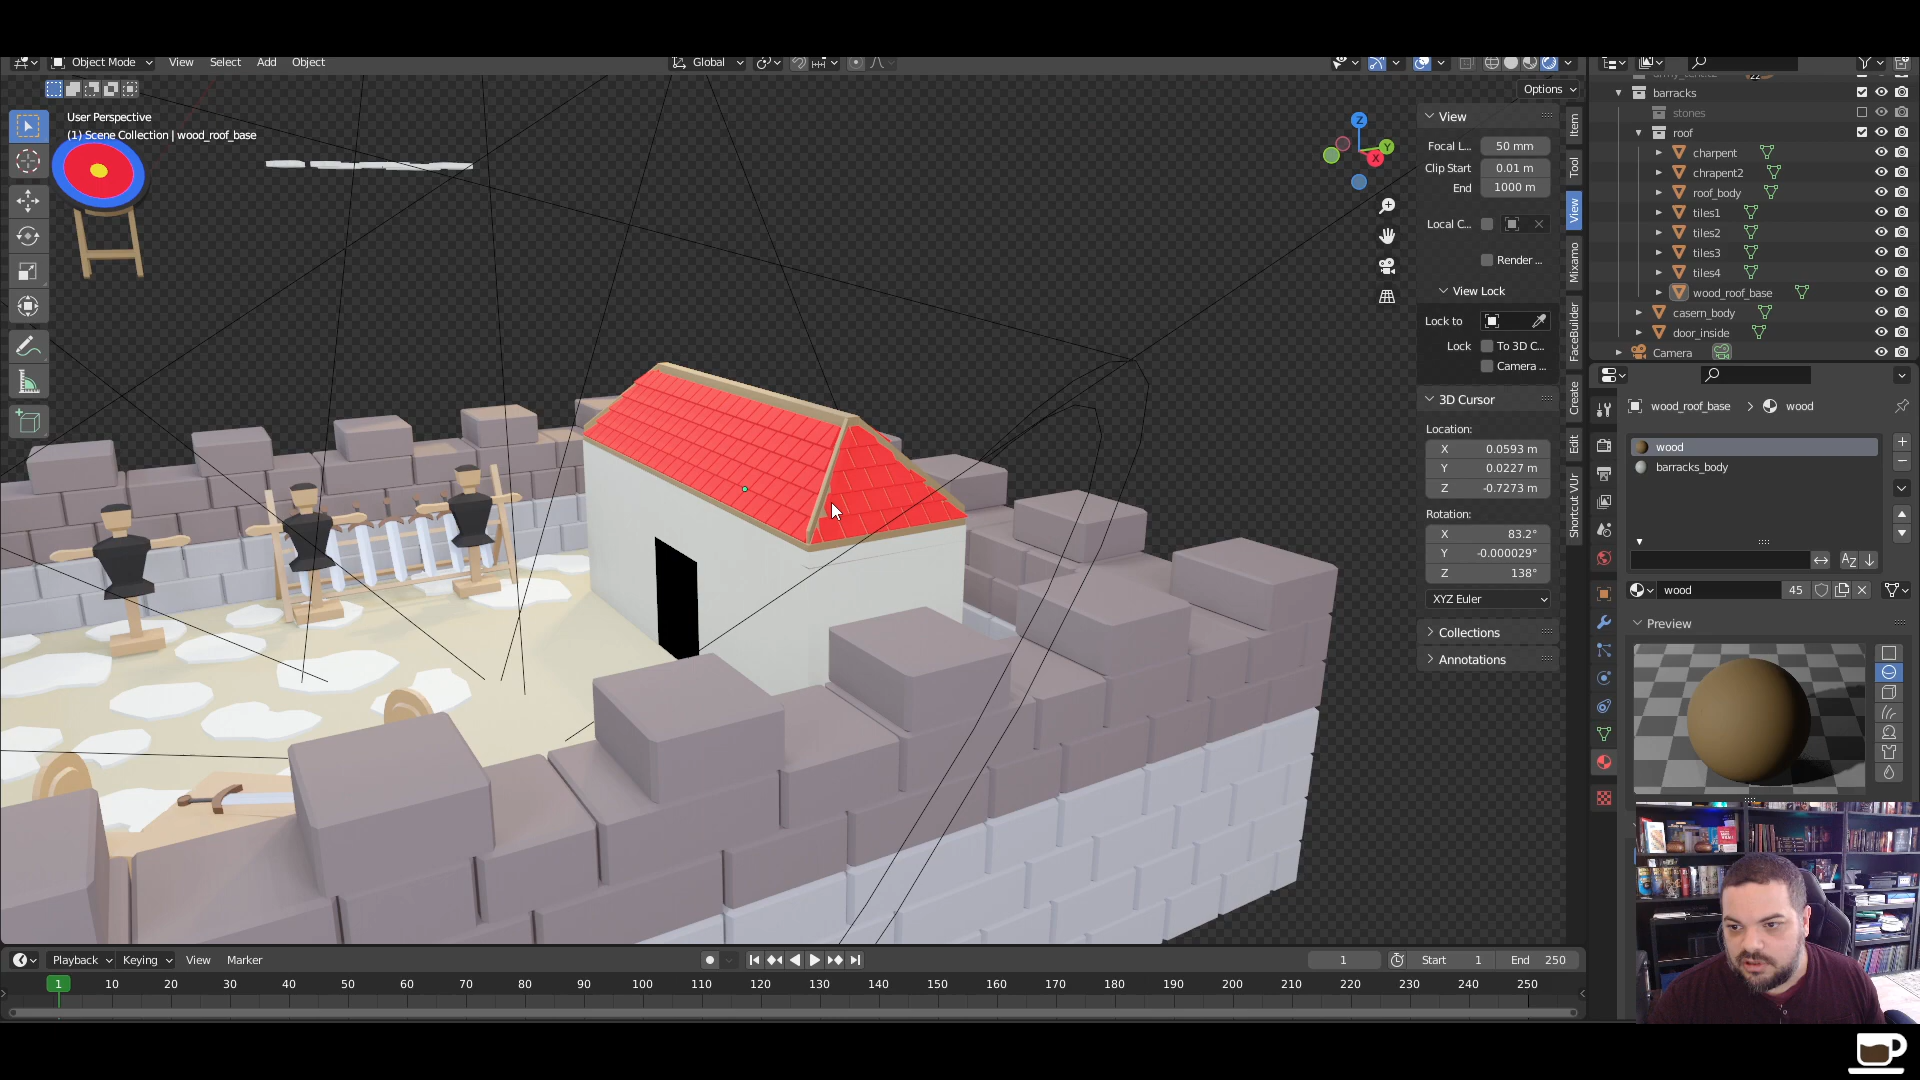 Object Mode View Select Add Object Global
Options
User Perspective
(1) Scene Collection | wood_roof_base
Z
Y
X
View
Focal L... 50 mm
Clip Start 0.01 m
End 1000 m
Local C...
Render ...
View Lock
Lock to
Lock To 3D C...
Camera ...
3D Cursor
Location:
X 0.0593 m
Y 0.0227 m
Z -0.7273 m
Rotation:
X 83.2°
Y -0.000029°
Z 138°
XYZ Euler
Collections
Annotations
Item
Tool
View
Mixamo
FaceBuilder
Create
Edit
Shortcut VUr
barracks
stones
roof
charpent
chrapent2
roof_body
tiles1
tiles2
tiles3
tiles4
wood_roof_base
casern_body
door_inside
Camera
wood_roof_base wood
wood
barracks_body
wood 45
Preview
Playback Keying View Marker 1 Start 1 End 250
1 10 20 30 40 50 60 70 80 90 100 110 120 130 140 150 160 170 180 190 200 210 220 230 240 250